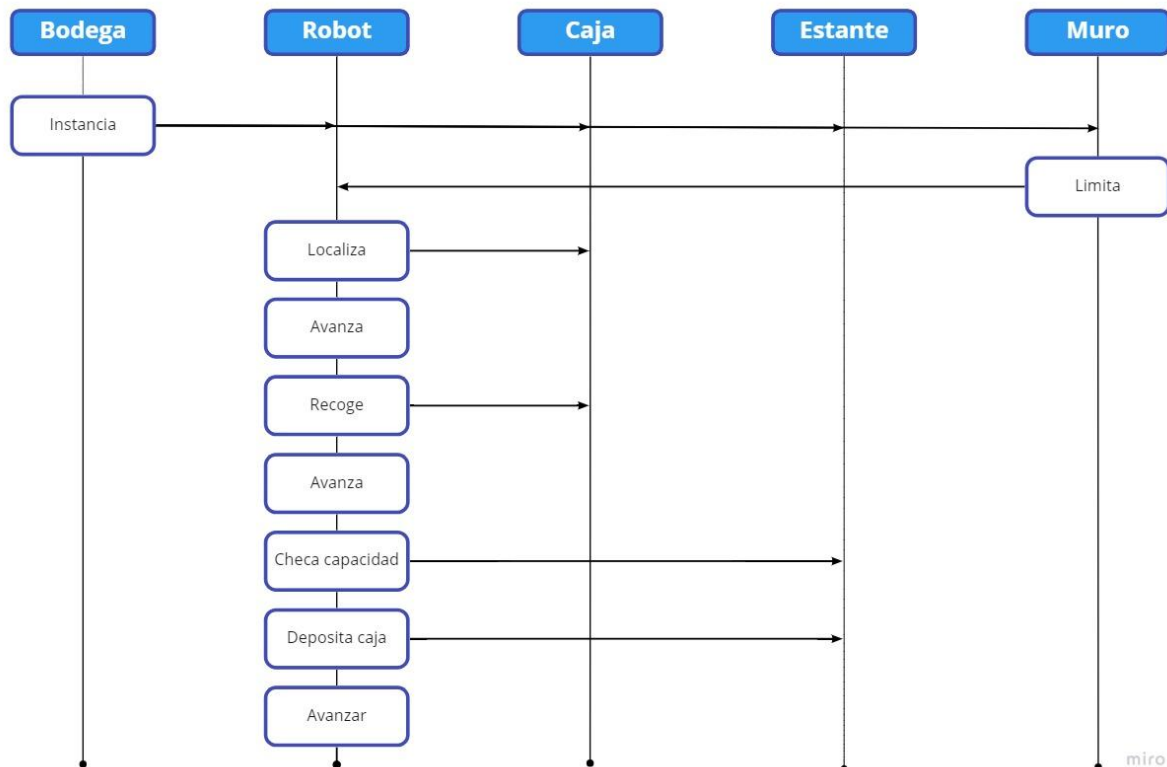 Bodega
Robot
Caja
Estante
Muro
Instancia
Limita
Localiza
Avanza
Recoge
Avanza
Checa capacidad
Deposita caja
Avanzar
miro